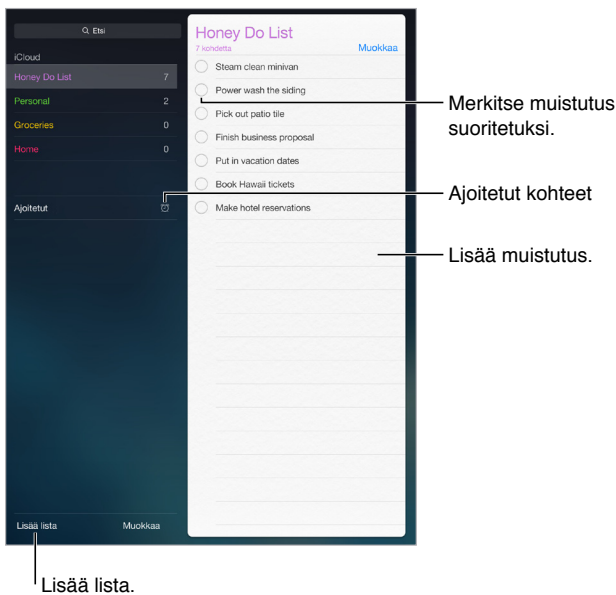 Etsi
iCloud
Honey Do List 7
Personal 2
Groceries 0
Home 0
Ajoitetut
Lisää lista Muokkaa
Honey Do List
7 kohdetta Muokkaa
Steam clean minivan
Power wash the siding
Pick out patio tile
Finish business proposal
Put in vacation dates
Book Hawaii tickets
Make hotel reservations
Merkitse muistutus
suoritetuksi.
Ajoitetut kohteet
Lisää muistutus.
Lisää lista.